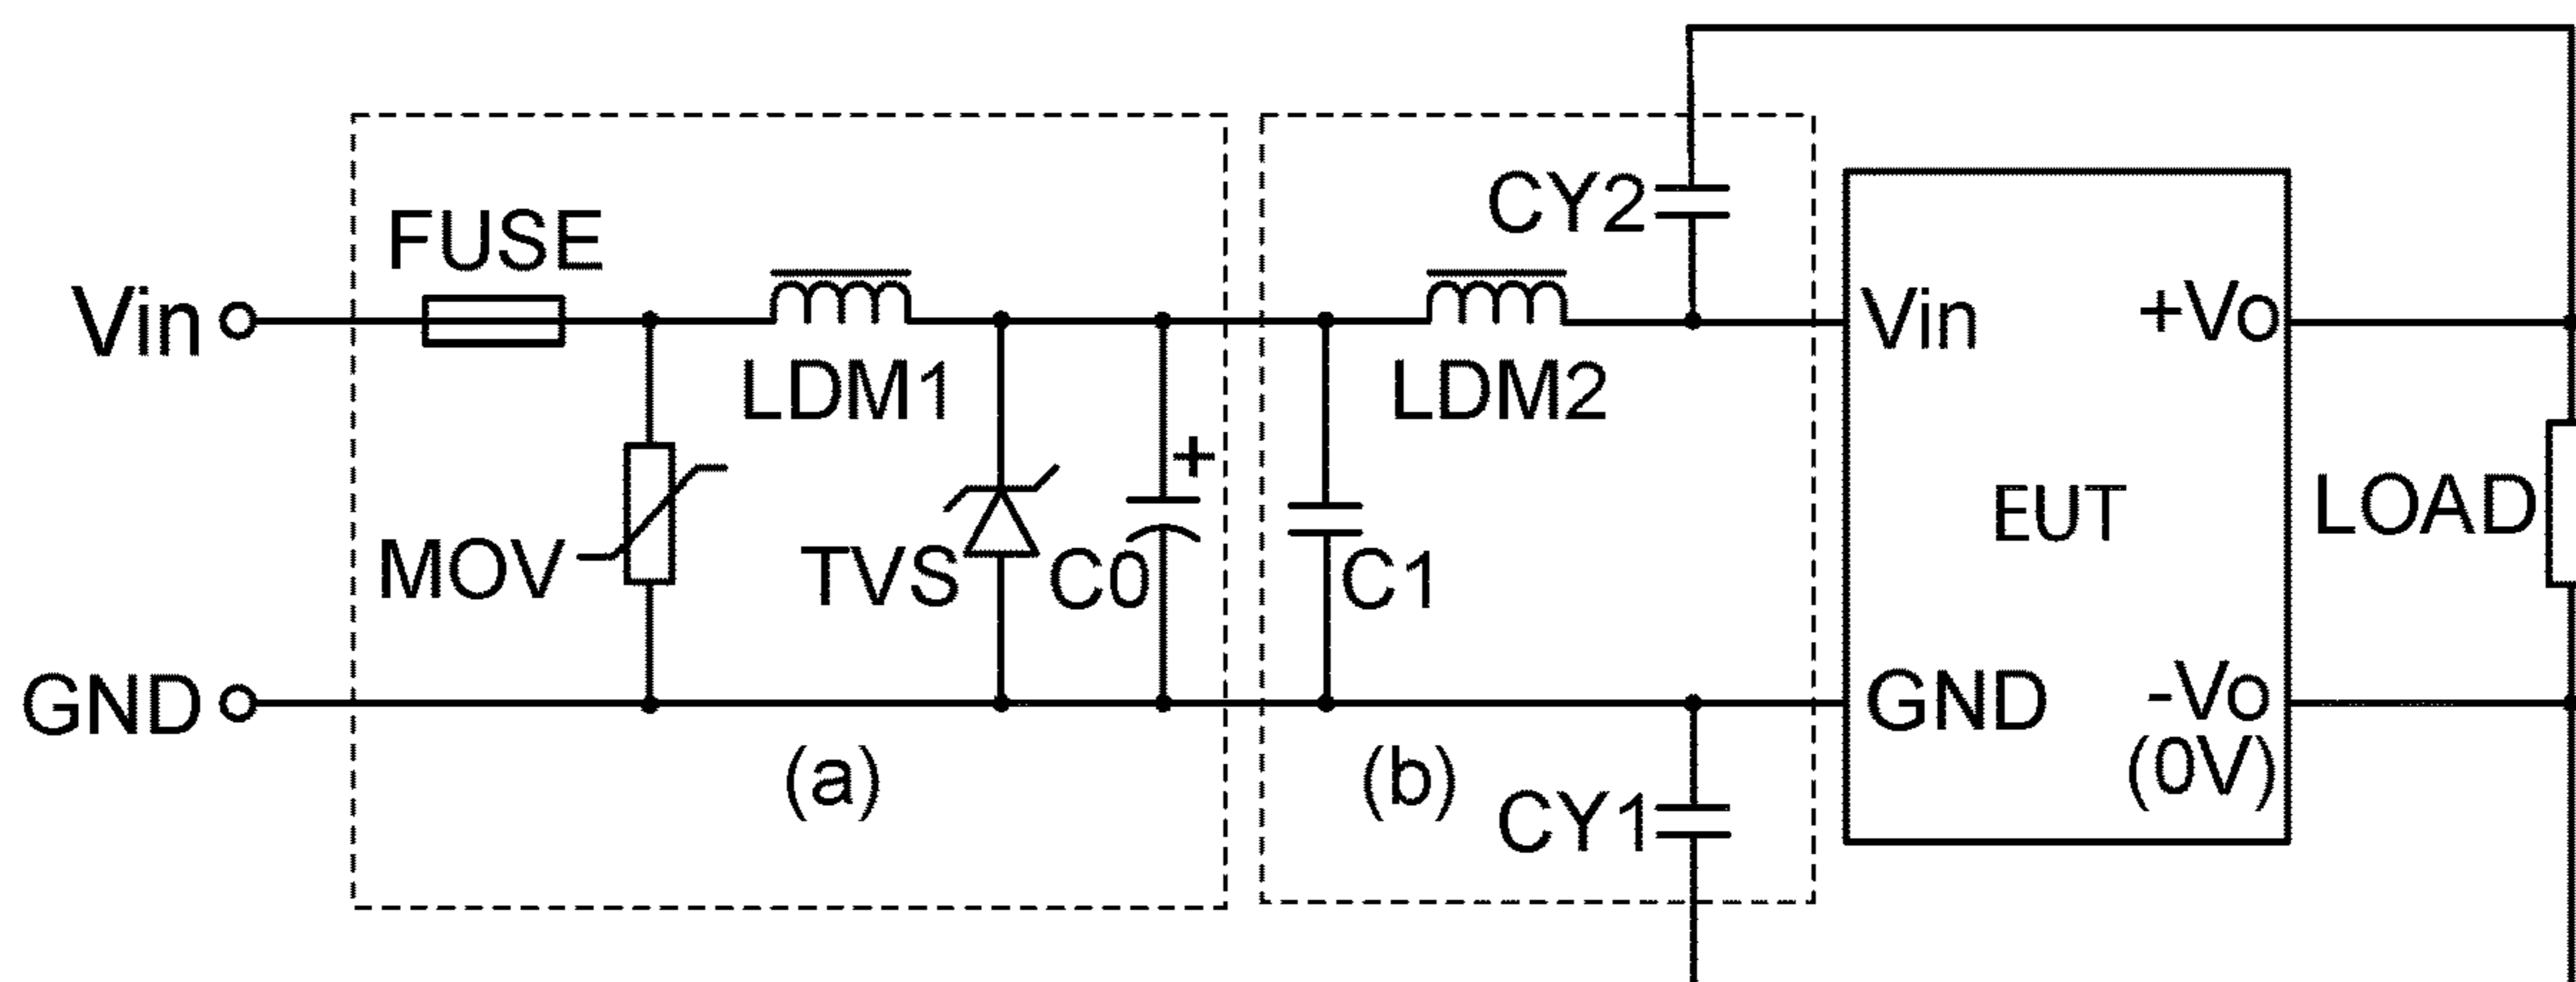 CY2
FUSE
Vin
LDM1
LDM2
Vin
+Vo
MOV
TVS
C0
+
C1
EUT
LOAD
GND
GND
-Vo
(0V)
(a)
(b)
CY1